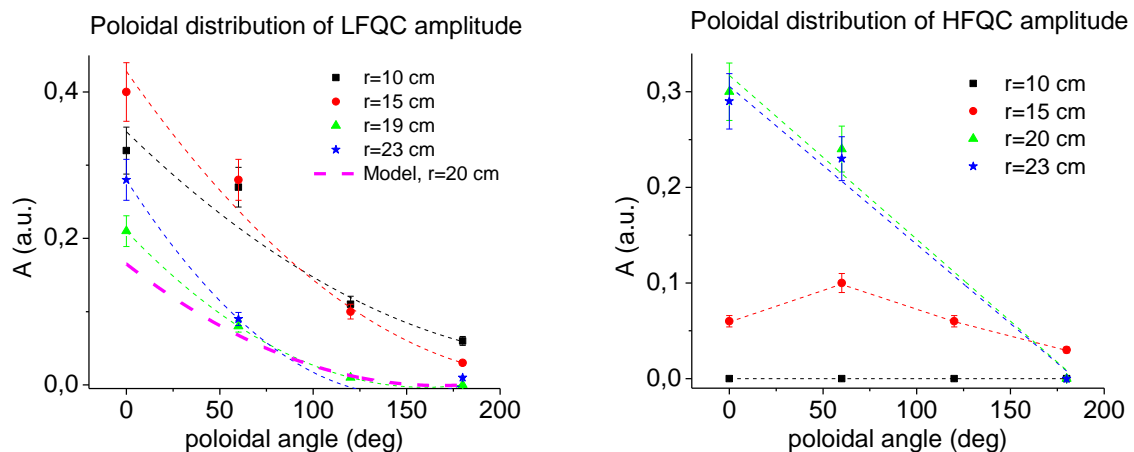 Poloidal distribution of LFQC amplitude
A (a.u.)
0,4
0,2
0,0
r=10 cm
r=15 cm
r=19 cm
r=23 cm
Model, r=20 cm
0 50 100 150 200
poloidal angle (deg)
Poloidal distribution of HFQC amplitude
A (a.u.)
0,3
0,2
0,1
0,0
r=10 cm
r=15 cm
r=20 cm
r=23 cm
0 50 100 150 200
poloidal angle (deg)